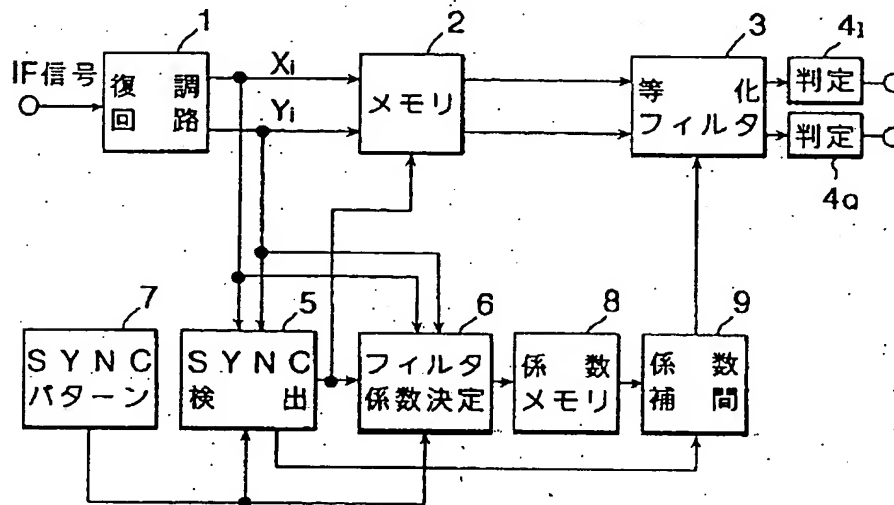 1
2
3
4I
IF信号
復調
回路
Xi
Yi
メモリ
等化
フィルタ
判定
判定
4Q
7
5
6
8
9
SYNC
パターン
SYNC
検出
フィルタ
係数決定
係数
メモリ
係数
補間